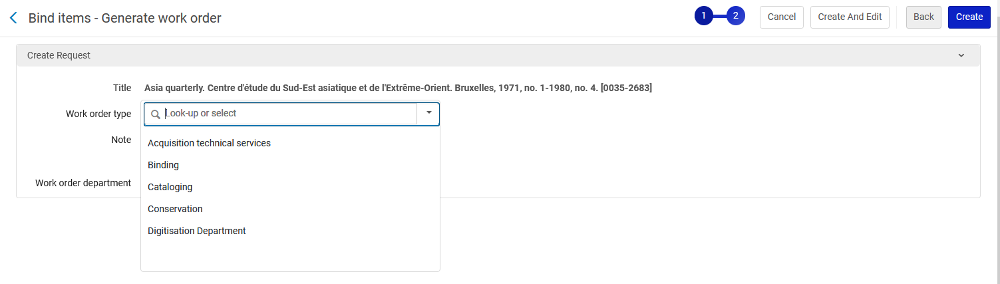 Bind items - Generate work order
1 2 Cancel Create And Edit Back Create
Create Request
Title Asia quarterly. Centre d'étude du Sud-Est asiatique et de l'Extrême-Orient. Bruxelles, 1971, no. 1-1980, no. 4. [0035-2683]
Work order type Look-up or select
Note
Acquisition technical services
Binding
Work order department
Cataloging
Conservation
Digitisation Department